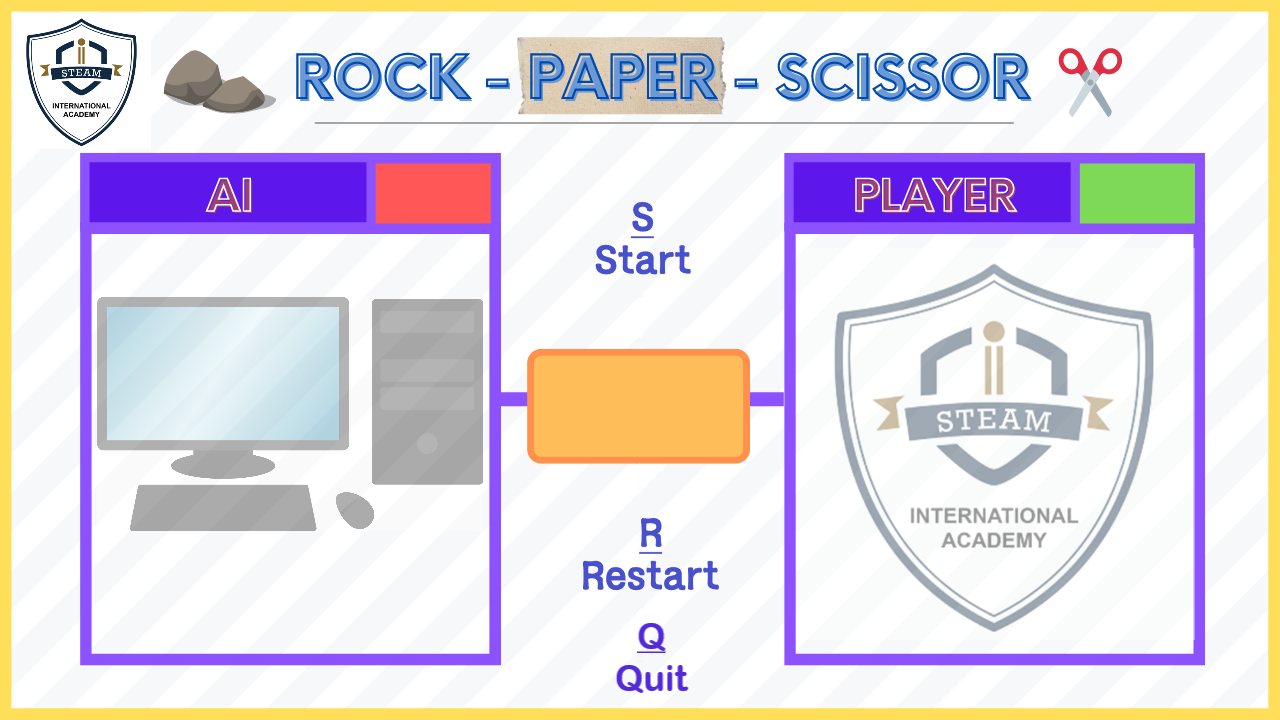 STEAM
INTERNATIONAL
ACADEMY
ROCK - PAPER - SCISSOR
AI
PLAYER
S
Start
STEAM
INTERNATIONAL
ACADEMY
R
Restart
Q
Quit